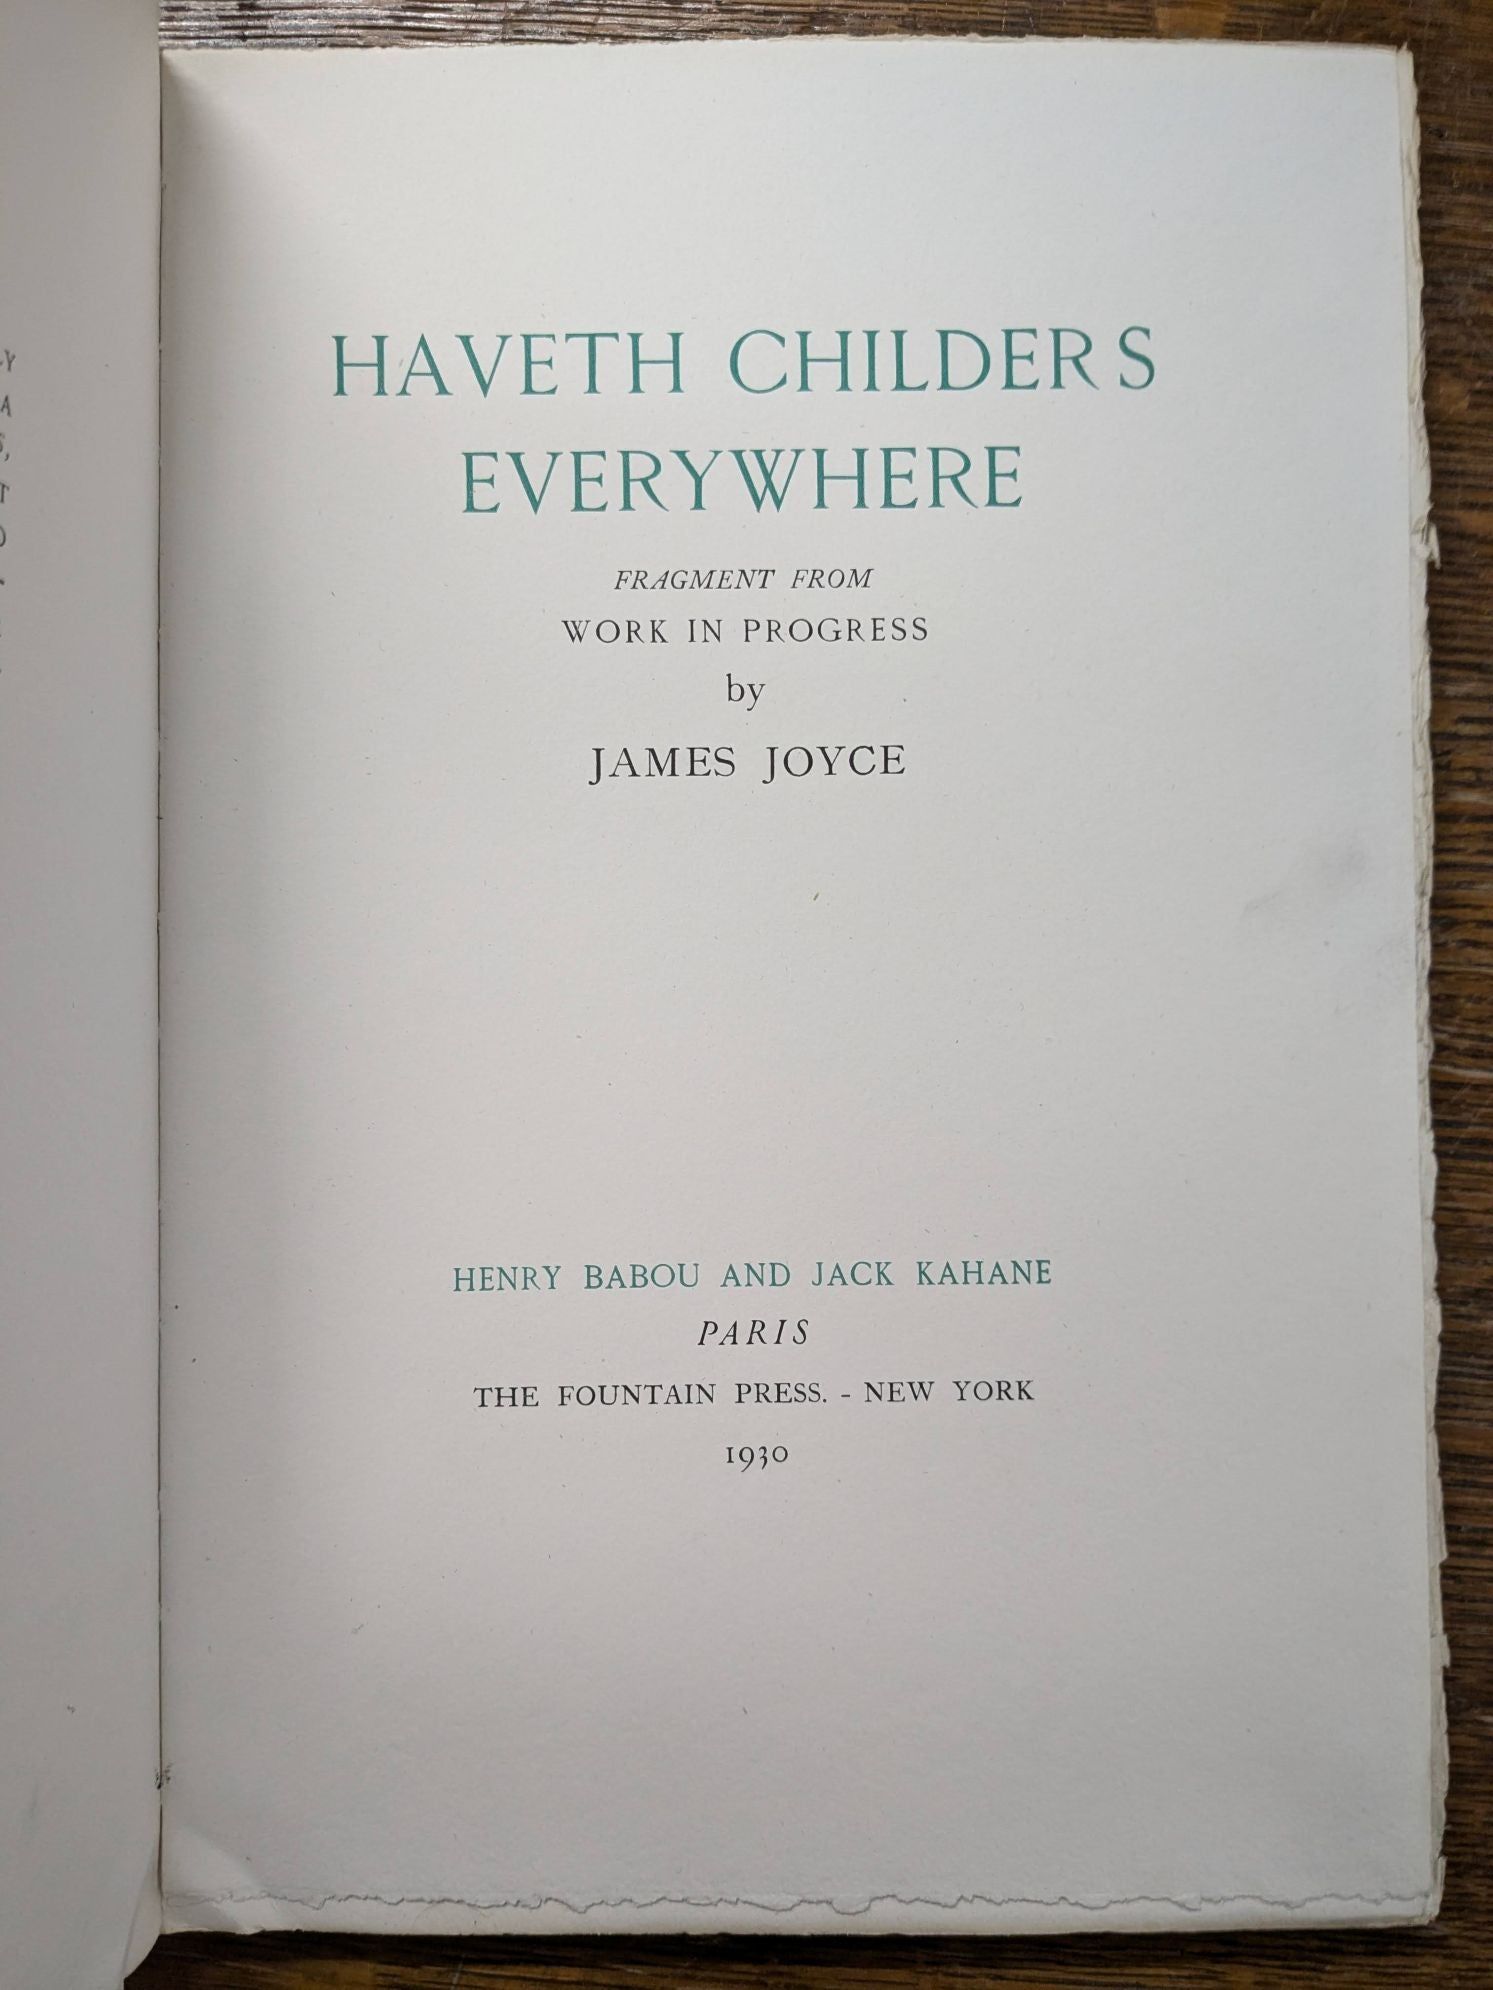 HAVETH CHILDERS
EVERYWHERE
FRAGMENT FROM
WORK IN PROGRESS
by
JAMES JOYCE
HENRY BABOU AND JACK KAHANE
PARIS
THE FOUNTAIN PRESS. - NEW YORK
1930